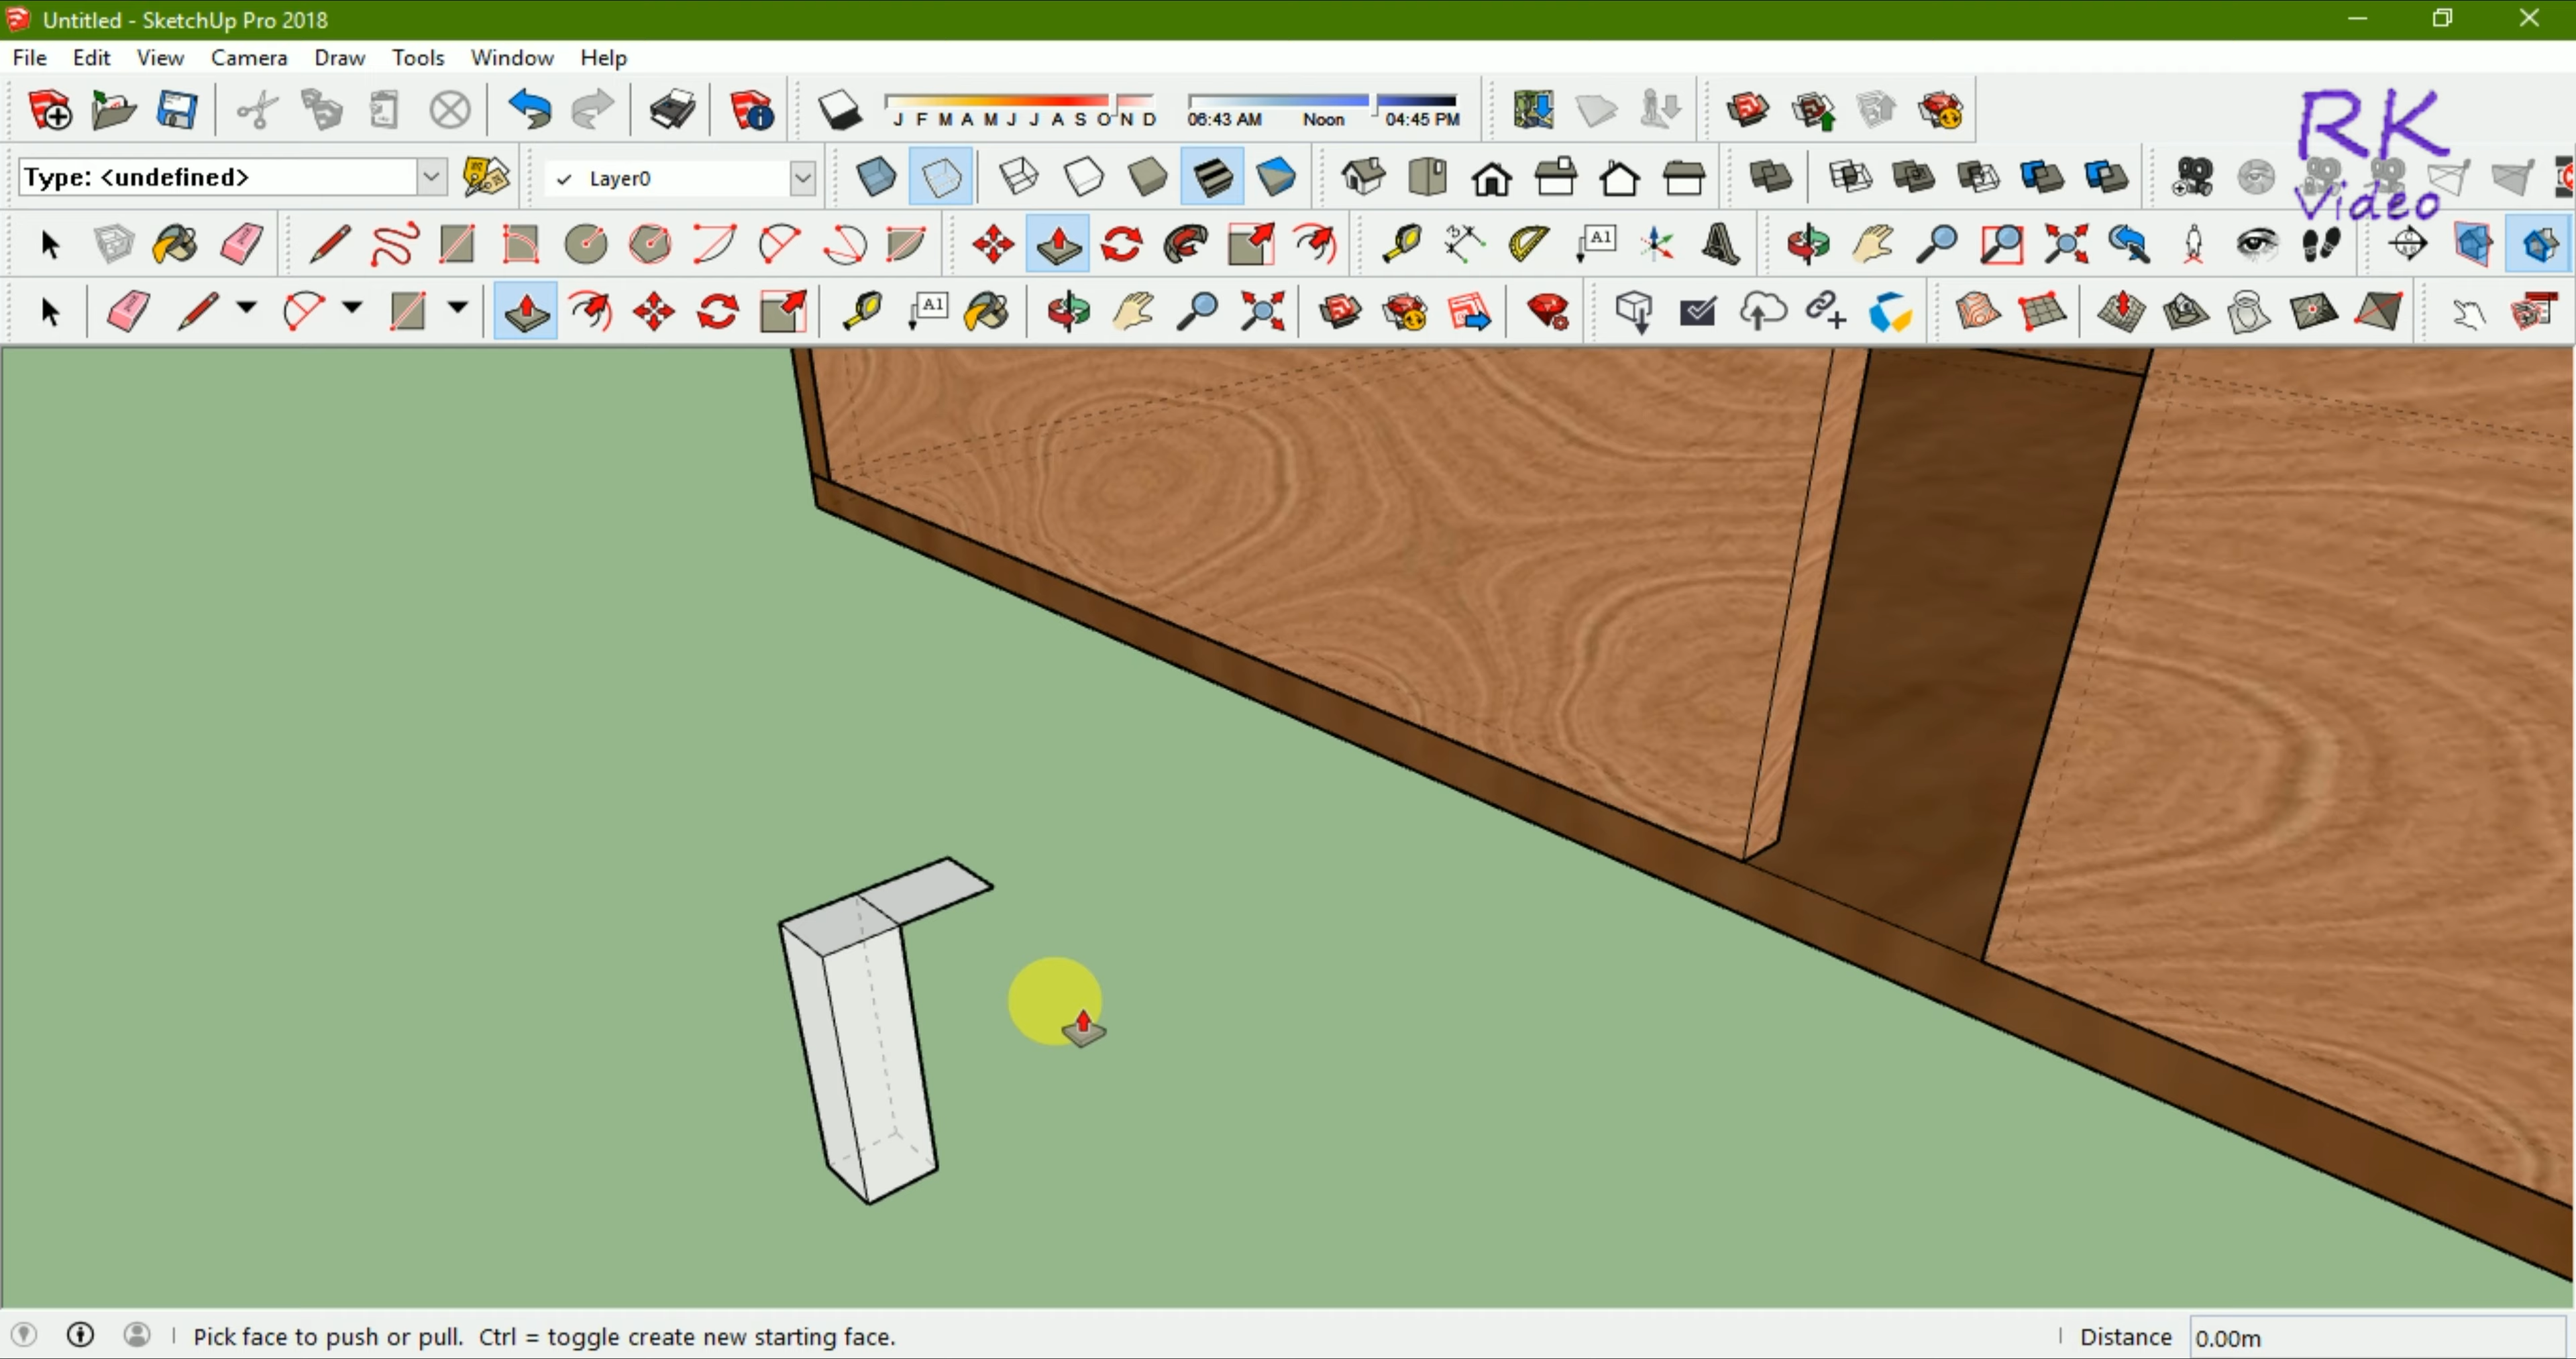 Untitled - SketchUp Pro 2018
File Edit View Camera Draw Tools Window Help
J F M A M J J A S O N D
06:43 AM Noon 04:45 PM
RK
Video
Type: <undefined>
Layer0
A1
A1
Pick face to push or pull. Ctrl = toggle create new starting face.
Distance 0.00m